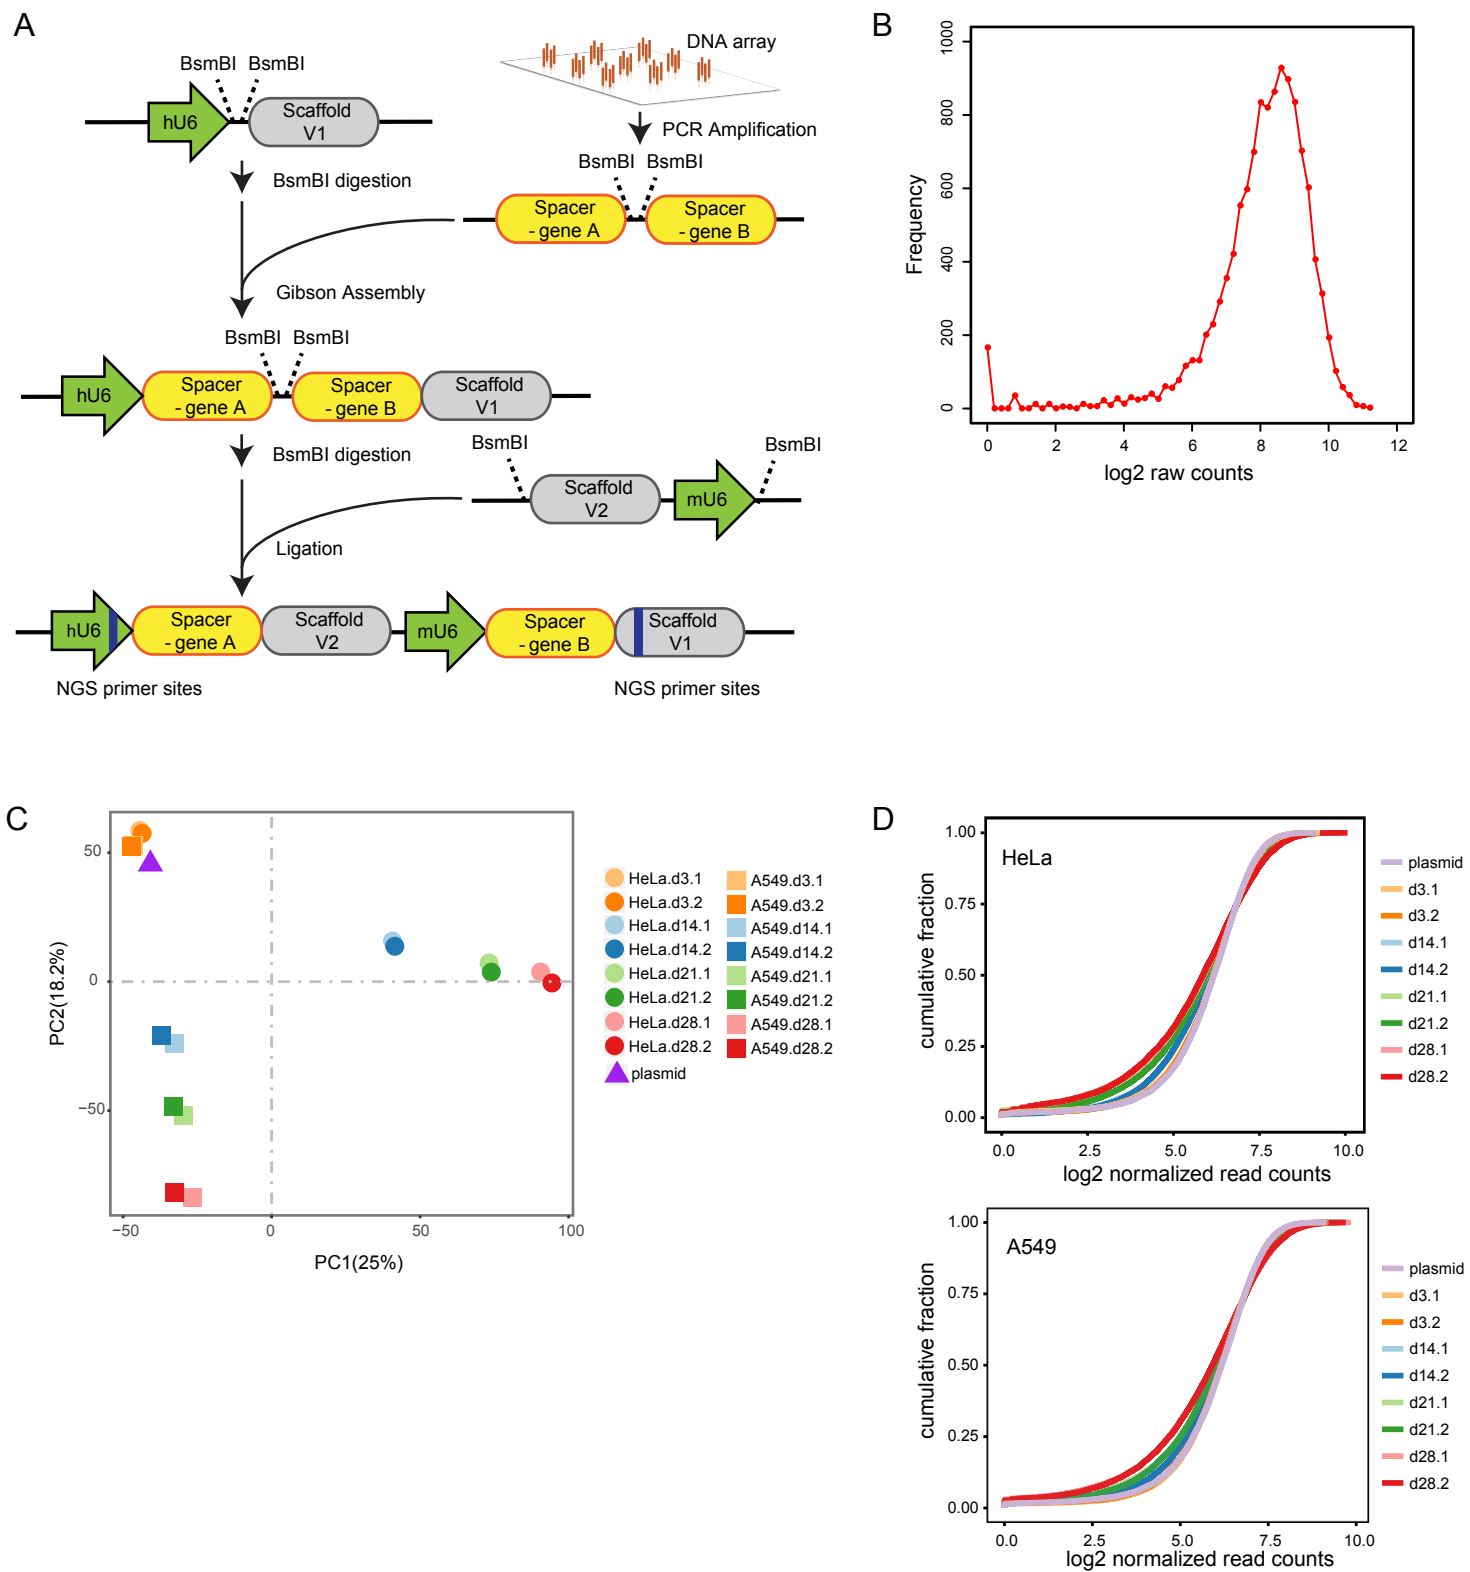 A
BsmBI BsmBI
hU6
Scaffold
V1
DNA array
PCR Amplification
BsmBI BsmBI
BsmBI digestion
Spacer
- gene A
Spacer
- gene B
Gibson Assembly
BsmBI BsmBI
hU6
Spacer
- gene A
Spacer
- gene B
Scaffold
V1
BsmBI digestion
BsmBI
BsmBI
Scaffold
V2
mU6
Ligation
hU6
Spacer
- gene A
Scaffold
V2
mU6
Spacer
- gene B
Scaffold
V1
NGS primer sites
NGS primer sites
B
Frequency
1000
800
600
400
200
0
0 2 4 6 8 10 12
log2 raw counts
C
PC2(18.2%)
50
0
−50
−50 0 50 100
PC1(25%)
HeLa.d3.1
HeLa.d3.2
HeLa.d14.1
HeLa.d14.2
HeLa.d21.1
HeLa.d21.2
HeLa.d28.1
HeLa.d28.2
plasmid
A549.d3.1
A549.d3.2
A549.d14.1
A549.d14.2
A549.d21.1
A549.d21.2
A549.d28.1
A549.d28.2
D
HeLa
cumulative fraction
1.00
0.75
0.50
0.25
0.00
0.0 2.5 5.0 7.5 10.0
log2 normalized read counts
plasmid
d3.1
d3.2
d14.1
d14.2
d21.1
d21.2
d28.1
d28.2
A549
cumulative fraction
1.00
0.75
0.50
0.25
0.00
0.0 2.5 5.0 7.5 10.0
log2 normalized read counts
plasmid
d3.1
d3.2
d14.1
d14.2
d21.1
d21.2
d28.1
d28.2